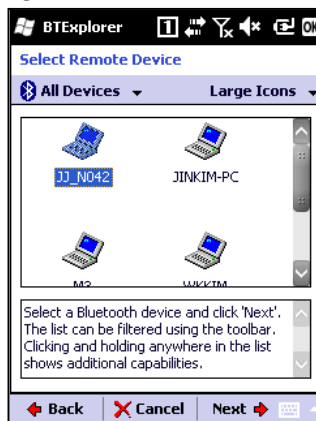 BTExplorer 1 OK
Select Remote Device
All Devices Large Icons
JJ_N042 JINKIM-PC
M3 WKKIM
Select a Bluetooth device and click 'Next'.
The list can be filtered using the toolbar.
Clicking and holding anywhere in the list
shows additional capabilities.
Back Cancel Next